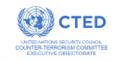 CTED
UNITED NATIONS SECURITY COUNCIL
COUNTER-TERRORISM COMMITTEE
EXECUTIVE DIRECTORATE